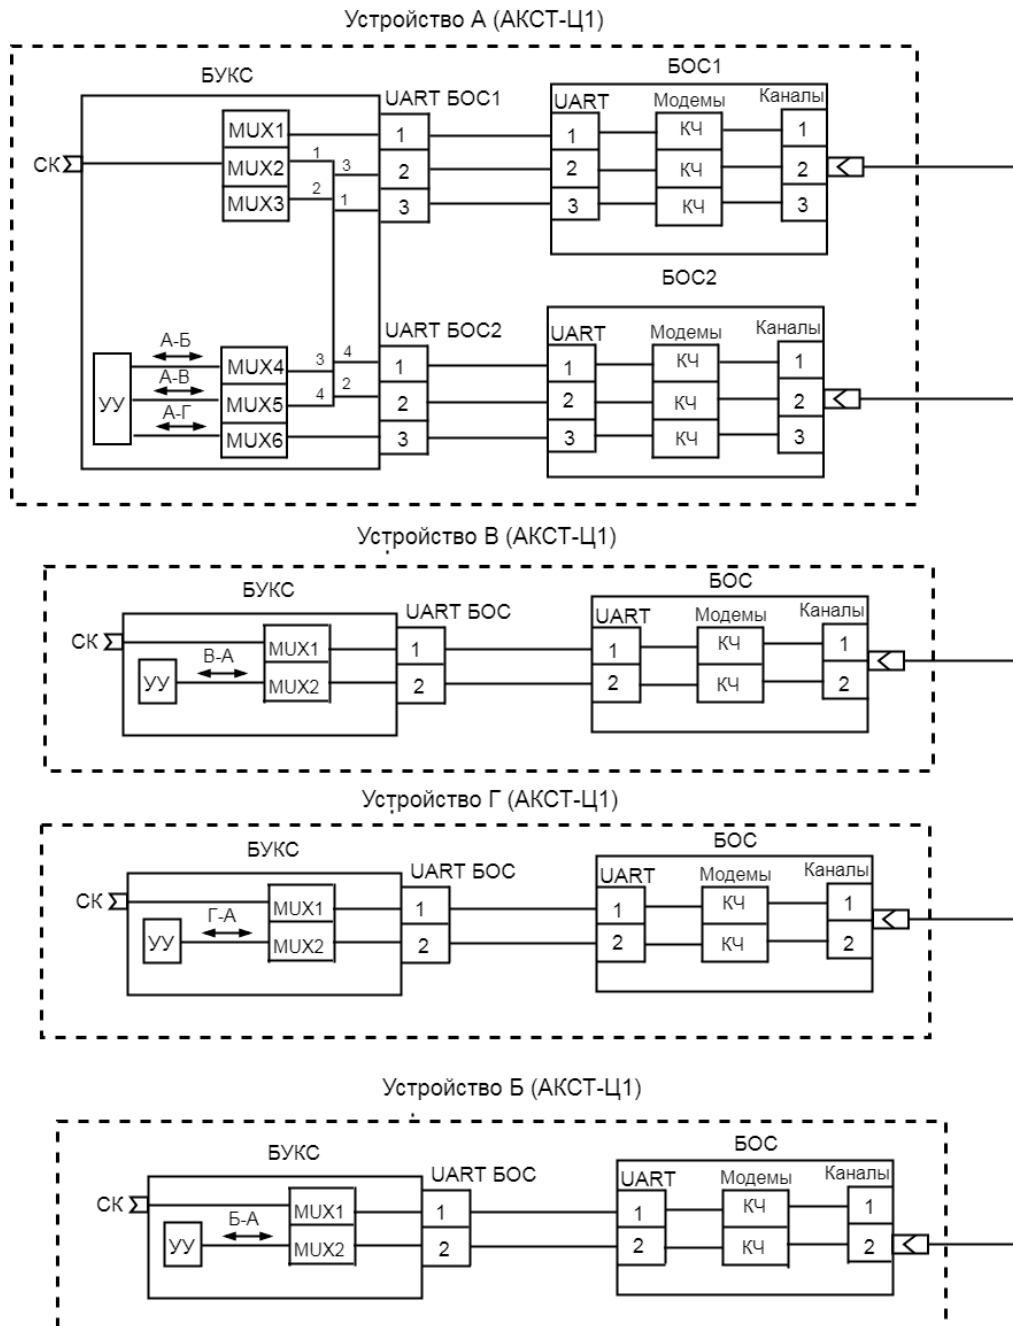 Устройство А (АКСТ-Ц1)
БУКС
UART БОС1
БОС1
UART
Модемы
Каналы
СК
MUX1
MUX2
MUX3
1
2
3
1
1
2
3
1
2
3
КЧ
КЧ
КЧ
1
2
3
БОС2
UART БОС2
UART
Модемы
Каналы
УУ
А-Б
А-В
А-Г
MUX4
MUX5
MUX6
3
4
4
2
1
2
3
1
2
3
КЧ
КЧ
КЧ
1
2
3
Устройство В (АКСТ-Ц1)
БУКС
UART БОС
БОС
UART
Модемы
Каналы
СК
УУ
В-А
MUX1
MUX2
1
2
1
2
КЧ
КЧ
1
2
Устройство Г (АКСТ-Ц1)
БУКС
UART БОС
БОС
UART
Модемы
Каналы
СК
УУ
Г-А
MUX1
MUX2
1
2
1
2
КЧ
КЧ
1
2
Устройство Б (АКСТ-Ц1)
БУКС
UART БОС
БОС
UART
Модемы
Каналы
СК
УУ
Б-А
MUX1
MUX2
1
2
1
2
КЧ
КЧ
1
2